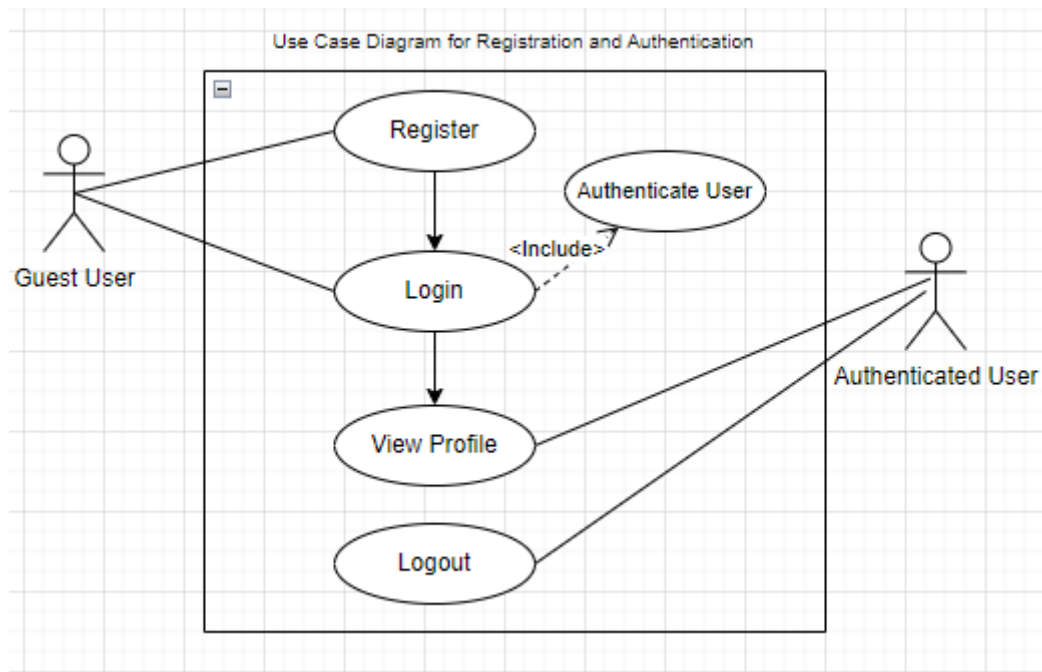 Use Case Diagram for Registration and Authentication
Register
Authenticate User
<Include>
Guest User
Login
Authenticated User
View Profile
Logout